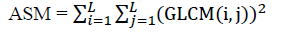 ASM = ∑_{i=1}^{L} ∑_{j=1}^{L} (GLCM(i,j))²